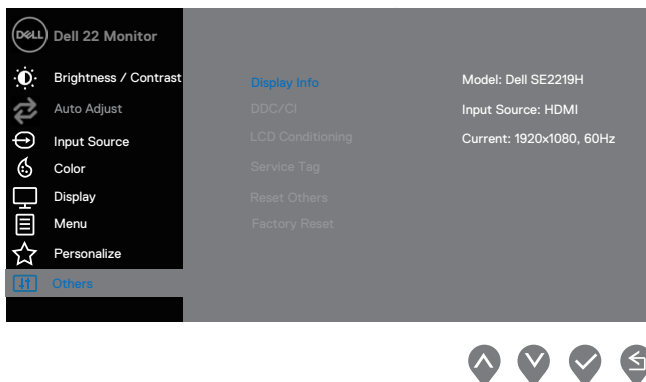 DELL Dell 22 Monitor
Brightness / Contrast
Auto Adjust
Input Source
Color
Display
Menu
Personalize
Others
Display Info
DDC/CI
LCD Conditioning
Service Tag
Reset Others
Factory Reset
Model: Dell SE2219H
Input Source: HDMI
Current: 1920x1080, 60Hz